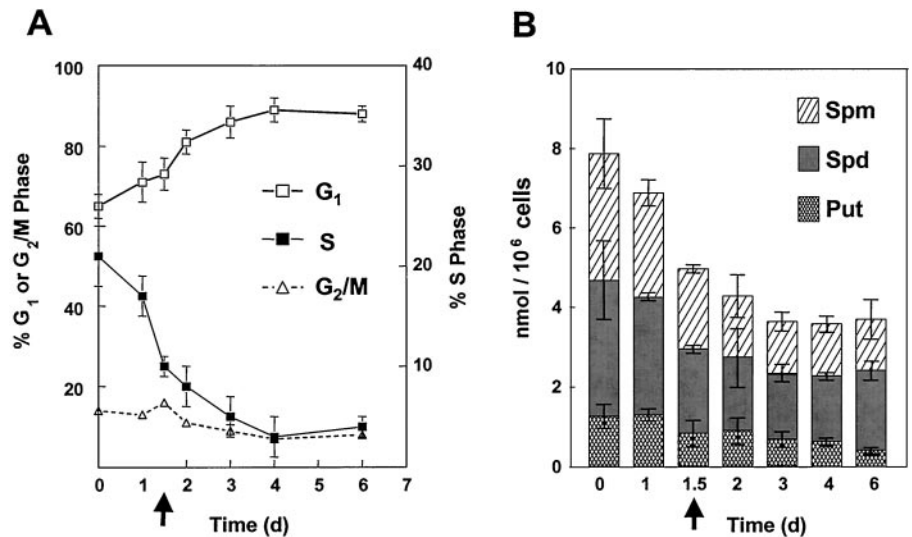 A
B
100
80
60
40
20
% G₁ or G₂/M Phase
40
30
20
10
% S Phase
G₁
S
G₂/M
0 1 2 3 4 5 6 7
Time (d)
10
8
6
4
2
0
nmol / 10⁶ cells
Spm
Spd
Put
0 1 1.5 2 3 4 6
Time (d)